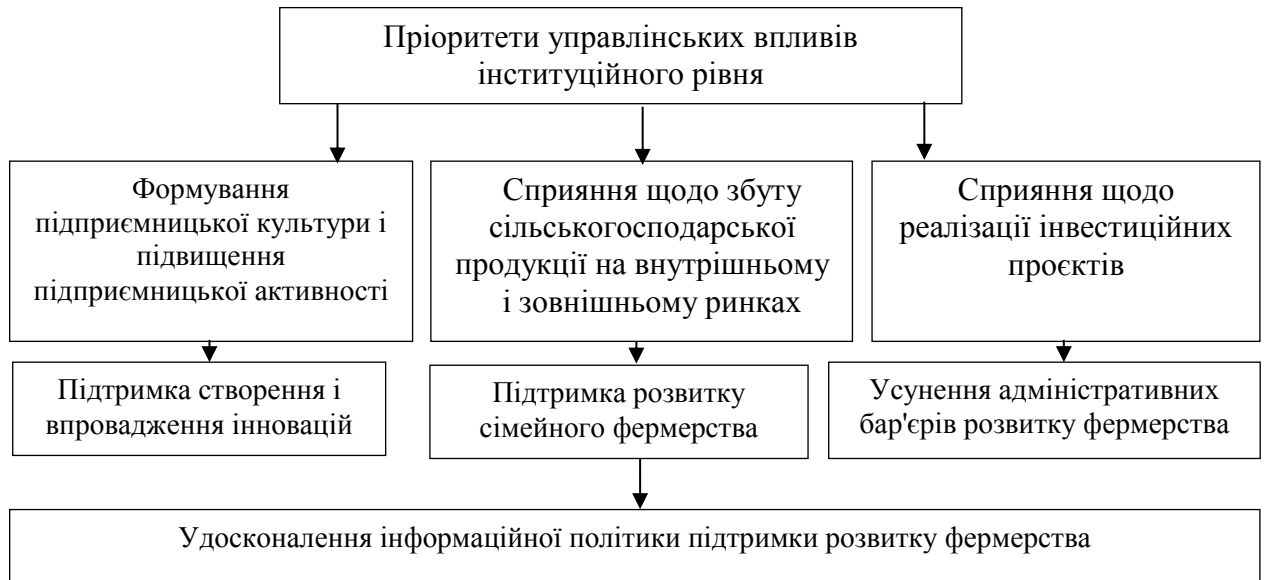 Пріоритети управлінських впливів
інституційного рівня
Формування
підприємницької культури і
підвищення
підприємницької активності
Сприяння щодо збуту
сільськогосподарської
продукції на внутрішньому
і зовнішньому ринках
Сприяння щодо
реалізації інвестиційних
проєктів
Підтримка створення і
впровадження інновацій
Підтримка розвитку
сімейного фермерства
Усунення адміністративних
бар'єрів розвитку фермерства
Удосконалення інформаційної політики підтримки розвитку фермерства